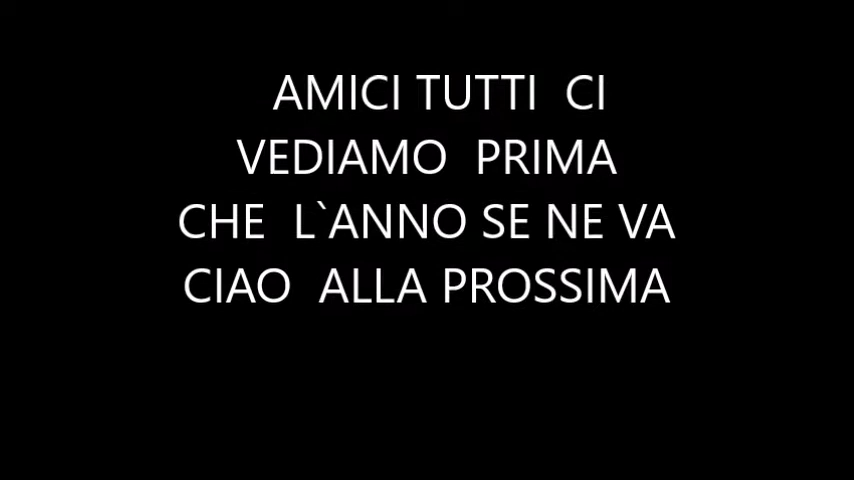 AMICI TUTTI  CI
VEDIAMO  PRIMA
CHE  L`ANNO SE NE VA
CIAO  ALLA PROSSIMA